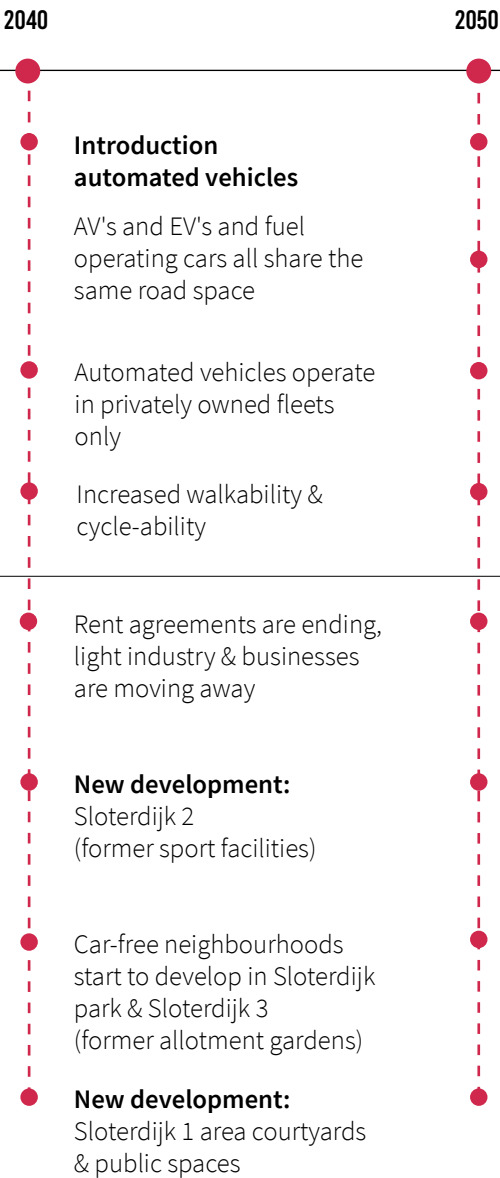 2040
2050
Introduction
automated vehicles
AV's and EV's and fuel
operating cars all share the
same road space
Automated vehicles operate
in privately owned fleets
only
Increased walkability &
cycle-ability
Rent agreements are ending,
light industry & businesses
are moving away
New development:
Sloterdijk 2
(former sport facilities)
Car-free neighbourhoods
start to develop in Sloterdijk
park & Sloterdijk 3
(former allotment gardens)
New development:
Sloterdijk 1 area courtyards
& public spaces